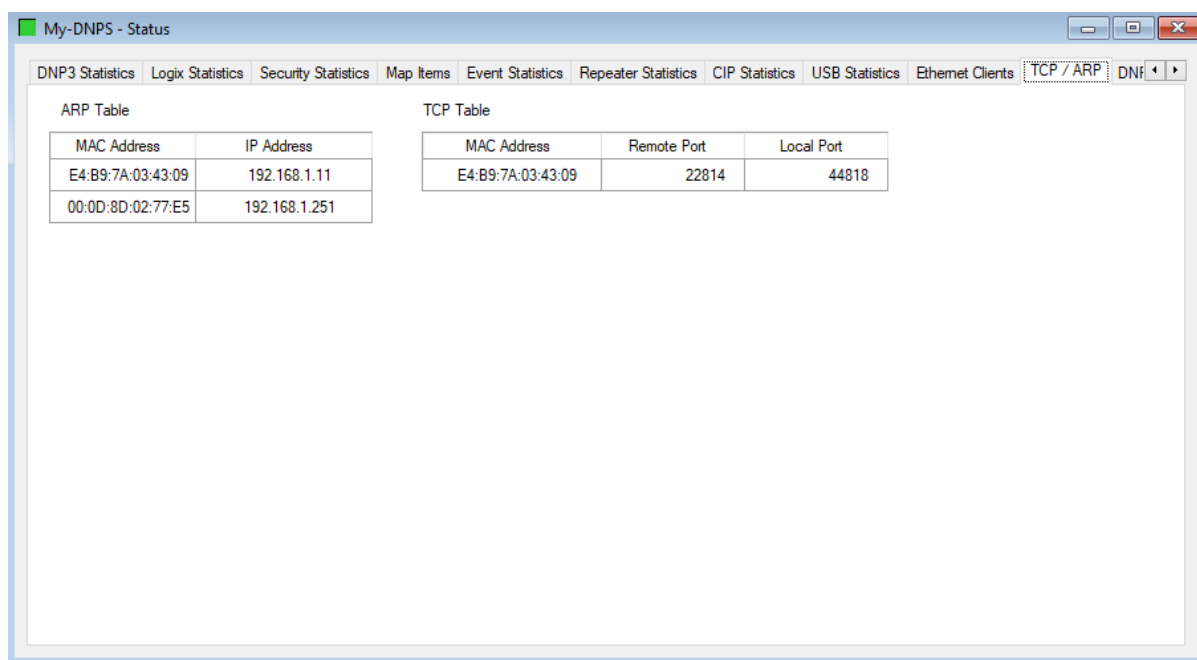 My-DNPS - Status
DNP3 Statistics Logix Statistics Security Statistics Map Items Event Statistics Repeater Statistics CIP Statistics USB Statistics Ethernet Clients TCP / ARP
ARP Table TCP Table
MAC Address IP Address MAC Address Remote Port Local Port
E4:B9:7A:03:43:09 192.168.1.11 E4:B9:7A:03:43:09 22814 44818
00:0D:8D:02:77:E5 192.168.1.251